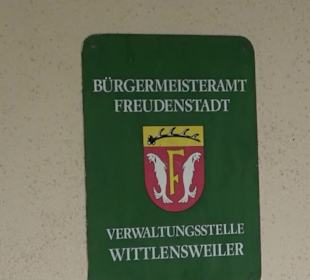 BÜRGERMEISTERAMT
FREUDENSTADT
F
VERWALTUNGSSTELLE
WITTLENSWEILER